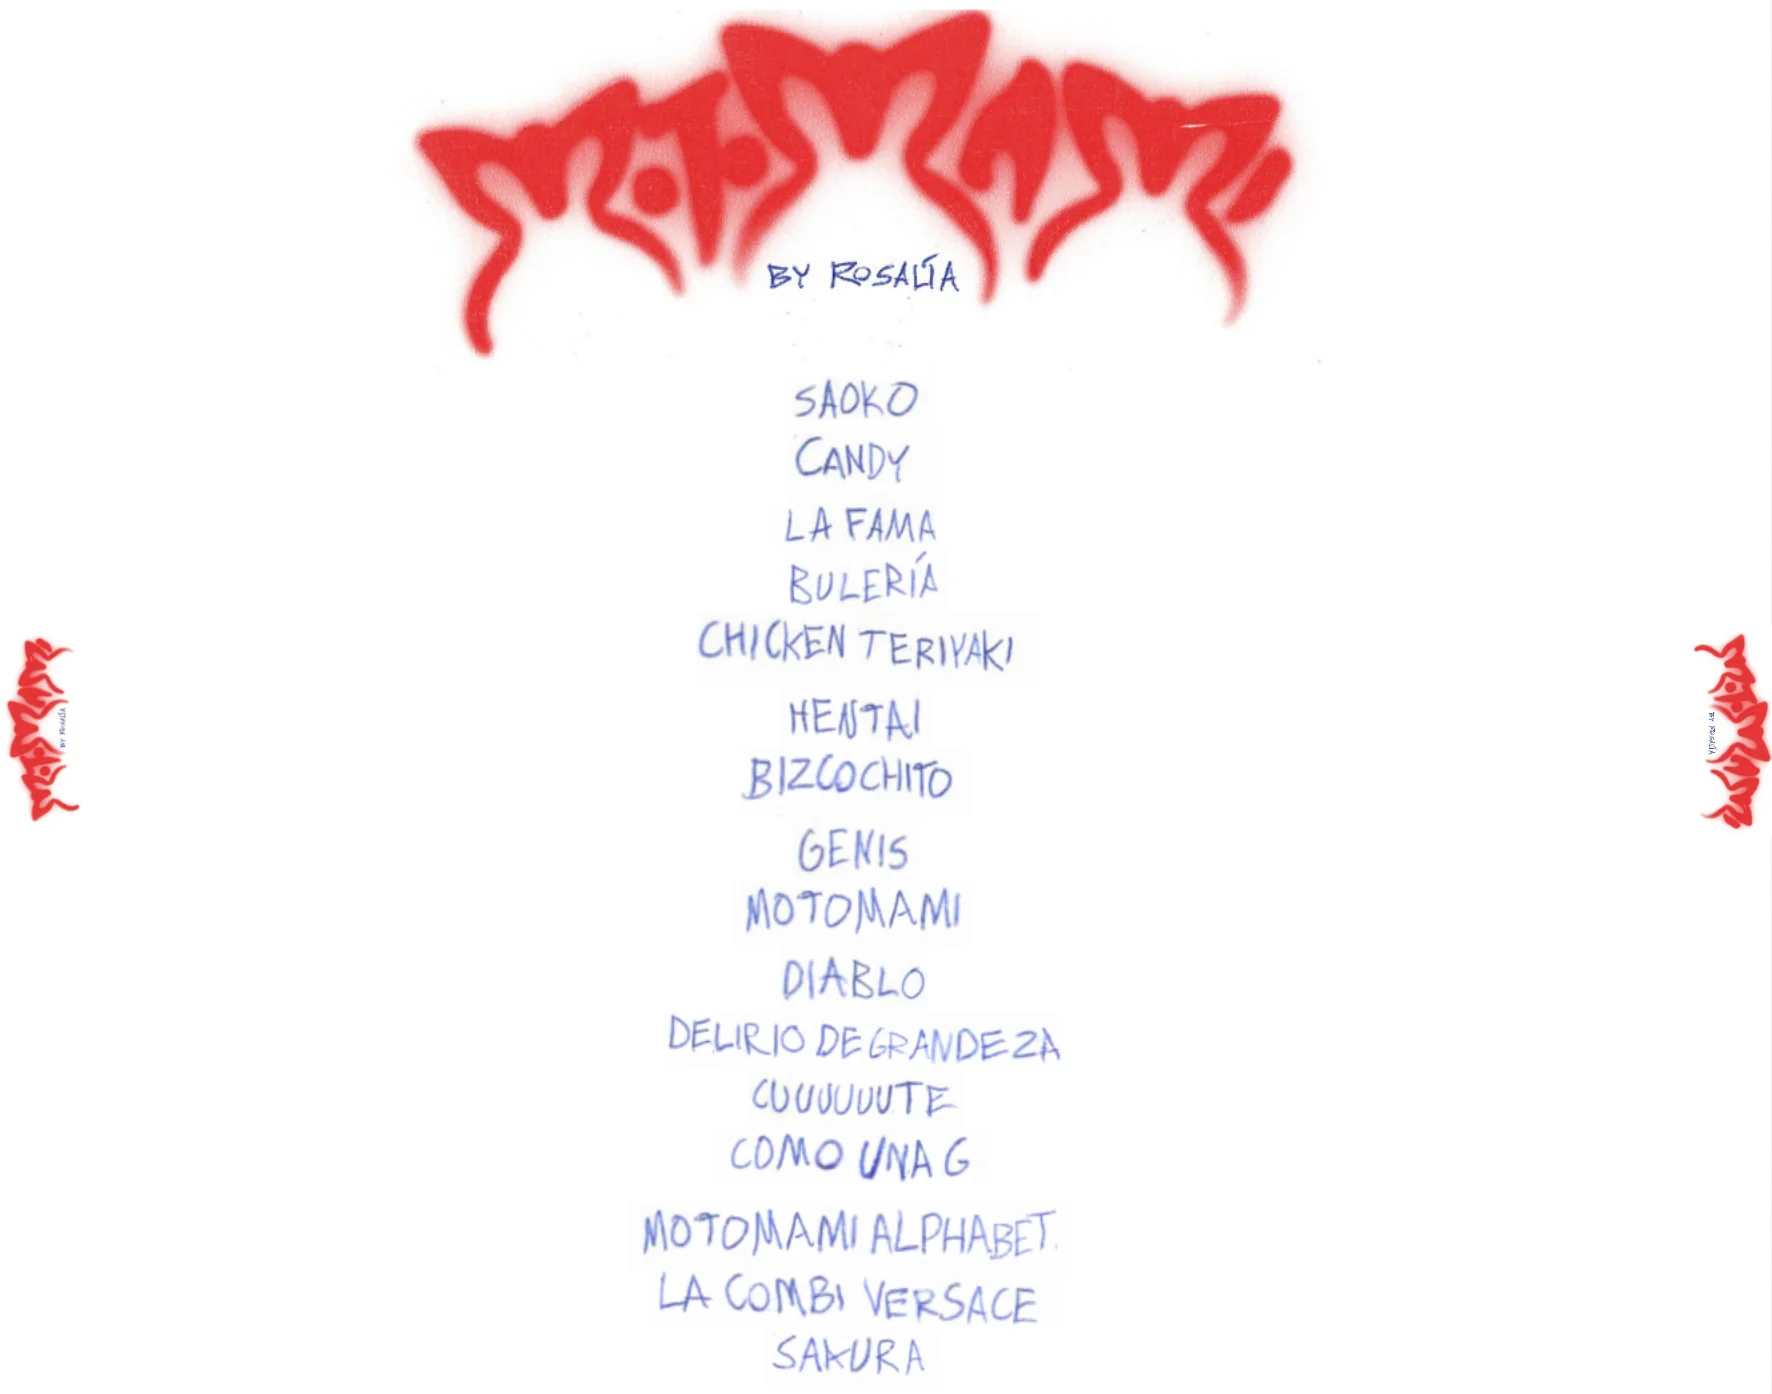 MOTOMAMI
BY ROSALÍA
SAOKO
CANDY
LA FAMA
BULERÍA
CHICKEN TERIYAKI
HENTAI
BIZCOCHITO
GENIS
MOTOMAMI
DIABLO
DELIRIO DE GRANDEZA
CUUUUUUTE
COMO UNA G
MOTOMAMI ALPHABET
LA COMBI VERSACE
SAKURA
MOTOMAMI
BY ROSALÍA
MOTOMAMI
BY ROSALÍA